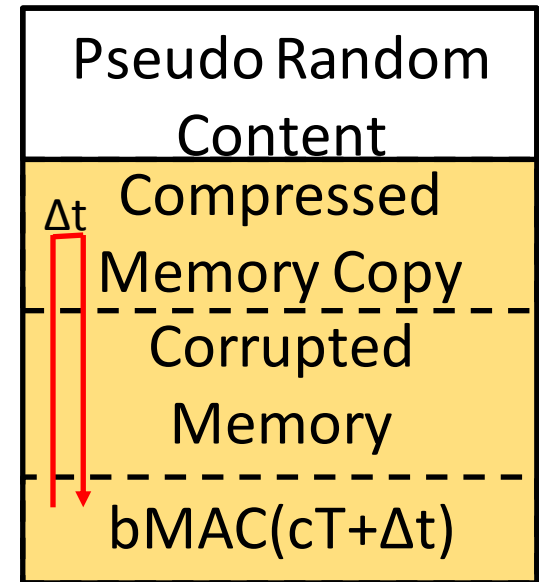 Pseudo Random
Content
Compressed
Δt
Memory Copy
Corrupted
Memory
bMAC(cT+Δt)